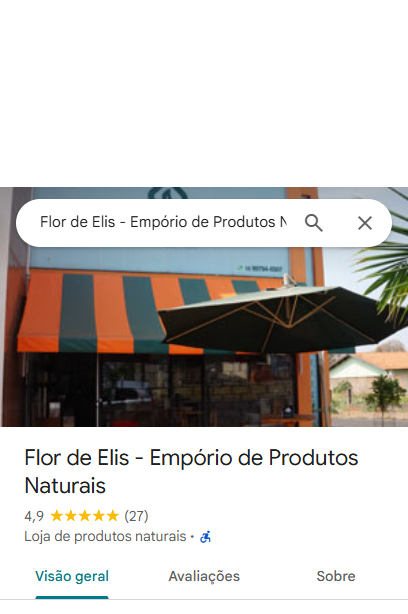 Flor de Elis - Empório de Produtos N
Flor de Elis - Empório de Produtos
Naturais
4,9 (27)
Loja de produtos naturais ·
Visão geral
Avaliações
Sobre